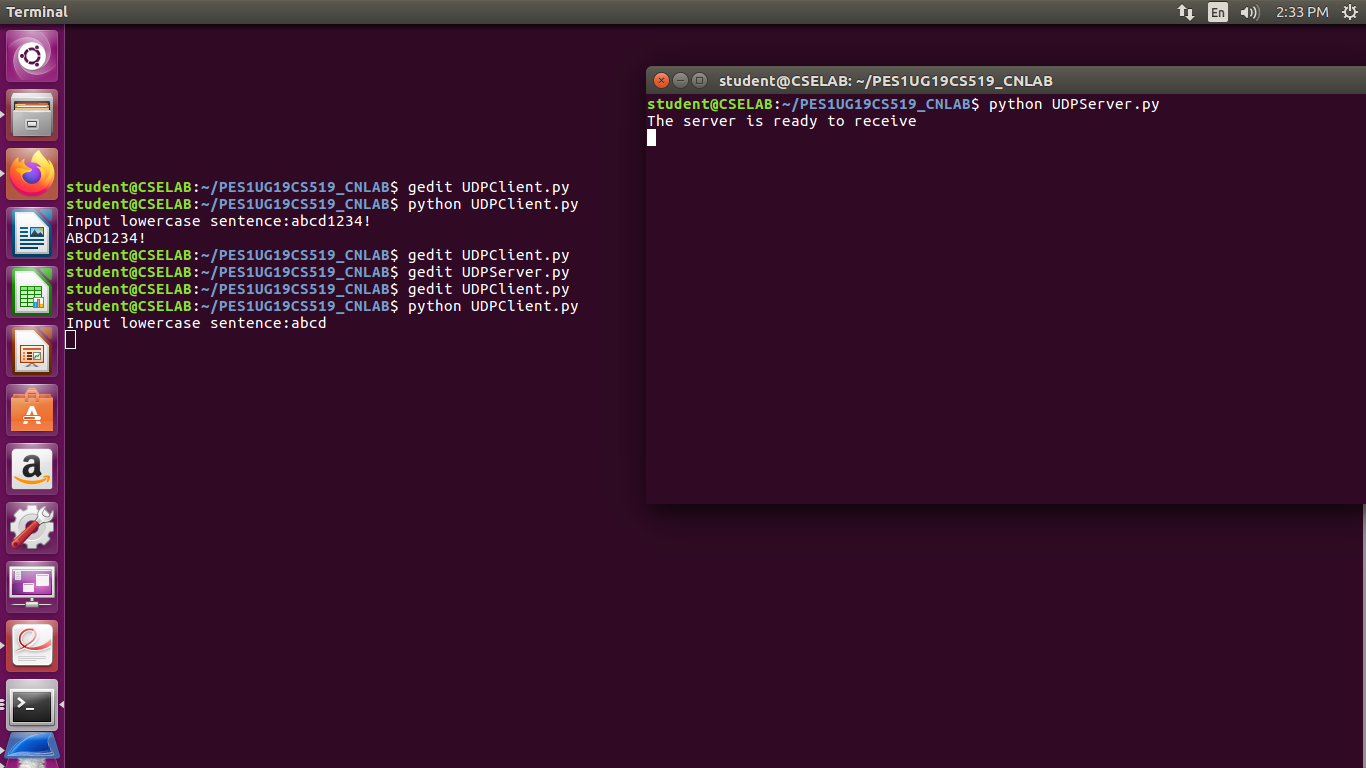 Terminal
En
2:33 PM
student@CSELAB:~/PES1UG19CS519_CNLAB$ gedit UDPClient.py
student@CSELAB:~/PES1UG19CS519_CNLAB$ python UDPClient.py
Input lowercase sentence:abcd1234!
ABCD1234!
student@CSELAB:~/PES1UG19CS519_CNLAB$ gedit UDPClient.py
student@CSELAB:~/PES1UG19CS519_CNLAB$ gedit UDPServer.py
student@CSELAB:~/PES1UG19CS519_CNLAB$ gedit UDPClient.py
student@CSELAB:~/PES1UG19CS519_CNLAB$ python UDPClient.py
Input lowercase sentence:abcd
student@CSELAB: ~/PES1UG19CS519_CNLAB
student@CSELAB:~/PES1UG19CS519_CNLAB$ python UDPServer.py
The server is ready to receive